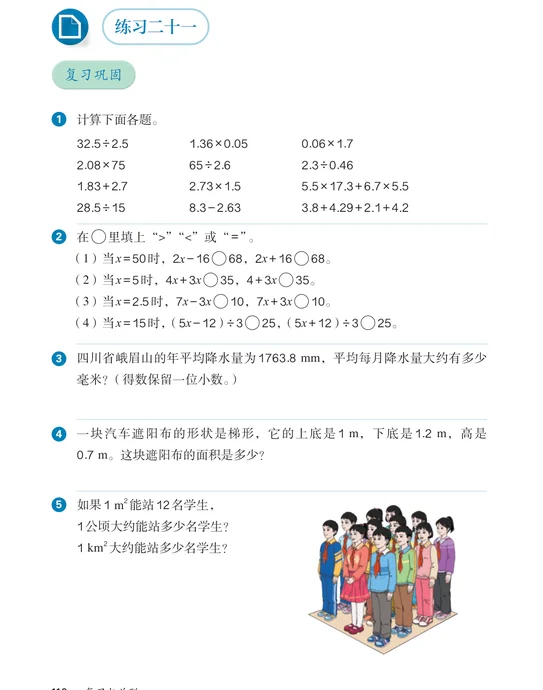 练习二十一
复习巩固
1 计算下面各题。
32.5÷2.5 1.36×0.05 0.06×1.7
2.08×75 65÷2.6 2.3÷0.46
1.83+2.7 2.73×1.5 5.5×17.3+6.7×5.5
28.5÷15 8.3-2.63 3.8+4.29+2.1+4.2
2 在○里填上“>”“<”或“=”。
（1）当x=50时，2x-16○68，2x+16○68。
（2）当x=5时，4x+3x○35，4+3x○35。
（3）当x=2.5时，7x-3x○10，7x+3x○10。
（4）当x=15时，（5x-12）÷3○25，（5x+12）÷3○25。
3 四川省峨眉山的年平均降水量为1763.8 mm，平均每月降水量大约有多少
毫米？（得数保留一位小数。）
4 一块汽车遮阳布的形状是梯形，它的上底是1 m，下底是1.2 m，高是
0.7 m。这块遮阳布的面积是多少？
5 如果1 m²能站12名学生，
1公顷大约能站多少名学生？
1 km²大约能站多少名学生？